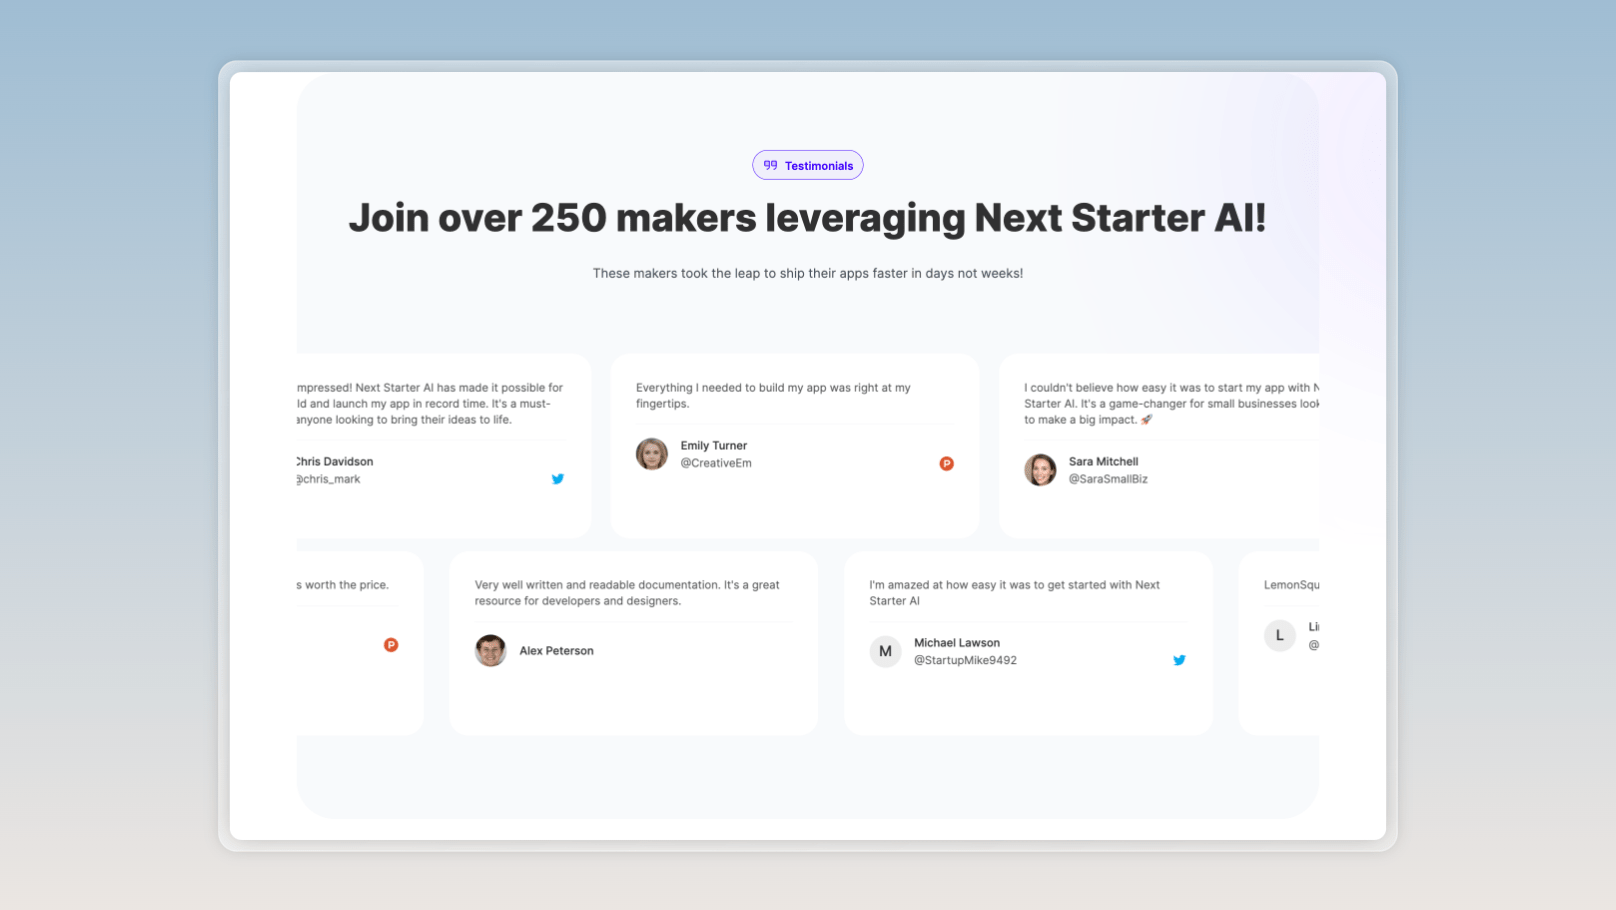 Testimonials
Join over 250 makers leveraging Next Starter AI!
These makers took the leap to ship their apps faster in days not weeks!
mpressed! Next Starter AI has made it possible for
ld and launch my app in record time. It's a must-
anyone looking to bring their ideas to life.
Chris Davidson
@chris_mark
Everything I needed to build my app was right at my
fingertips.
Emily Turner
@CreativeEm
P
I couldn't believe how easy it was to start my app with N
Starter AI. It's a game-changer for small businesses look
to make a big impact. 🚀
Sara Mitchell
@SaraSmallBiz
s worth the price.
P
Very well written and readable documentation. It's a great
resource for developers and designers.
Alex Peterson
I'm amazed at how easy it was to get started with Next
Starter AI
M
Michael Lawson
@StartupMike9492
LemonSqu
L
Li
@